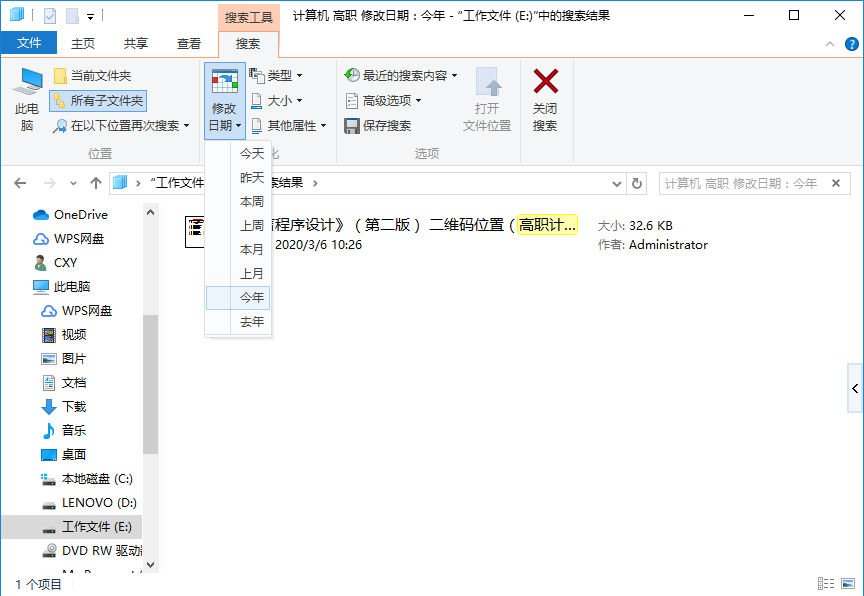 搜索工具 计算机 高职 修改日期：今年 - "工作文件 (E:)"中的搜索结果
文件 主页 共享 查看 搜索
此电脑
当前文件夹
所有子文件夹
在以下位置再次搜索
位置
修改日期
类型
大小
其他属性
化
最近的搜索内容
高级选项
保存搜索
打开文件位置
选项
关闭搜索
"工作文件 索结果
计算机 高职 修改日期：今年
今天
昨天
本周
上周
本月
上月
今年
去年
OneDrive
WPS网盘
CXY
此电脑
WPS网盘
视频
图片
文档
下载
音乐
桌面
本地磁盘 (C:)
LENOVO (D:)
工作文件 (E:)
DVD RW 驱动
程序设计》（第二版） 二维码位置（高职计...
2020/3/6 10:26
大小: 32.6 KB
作者: Administrator
1 个项目